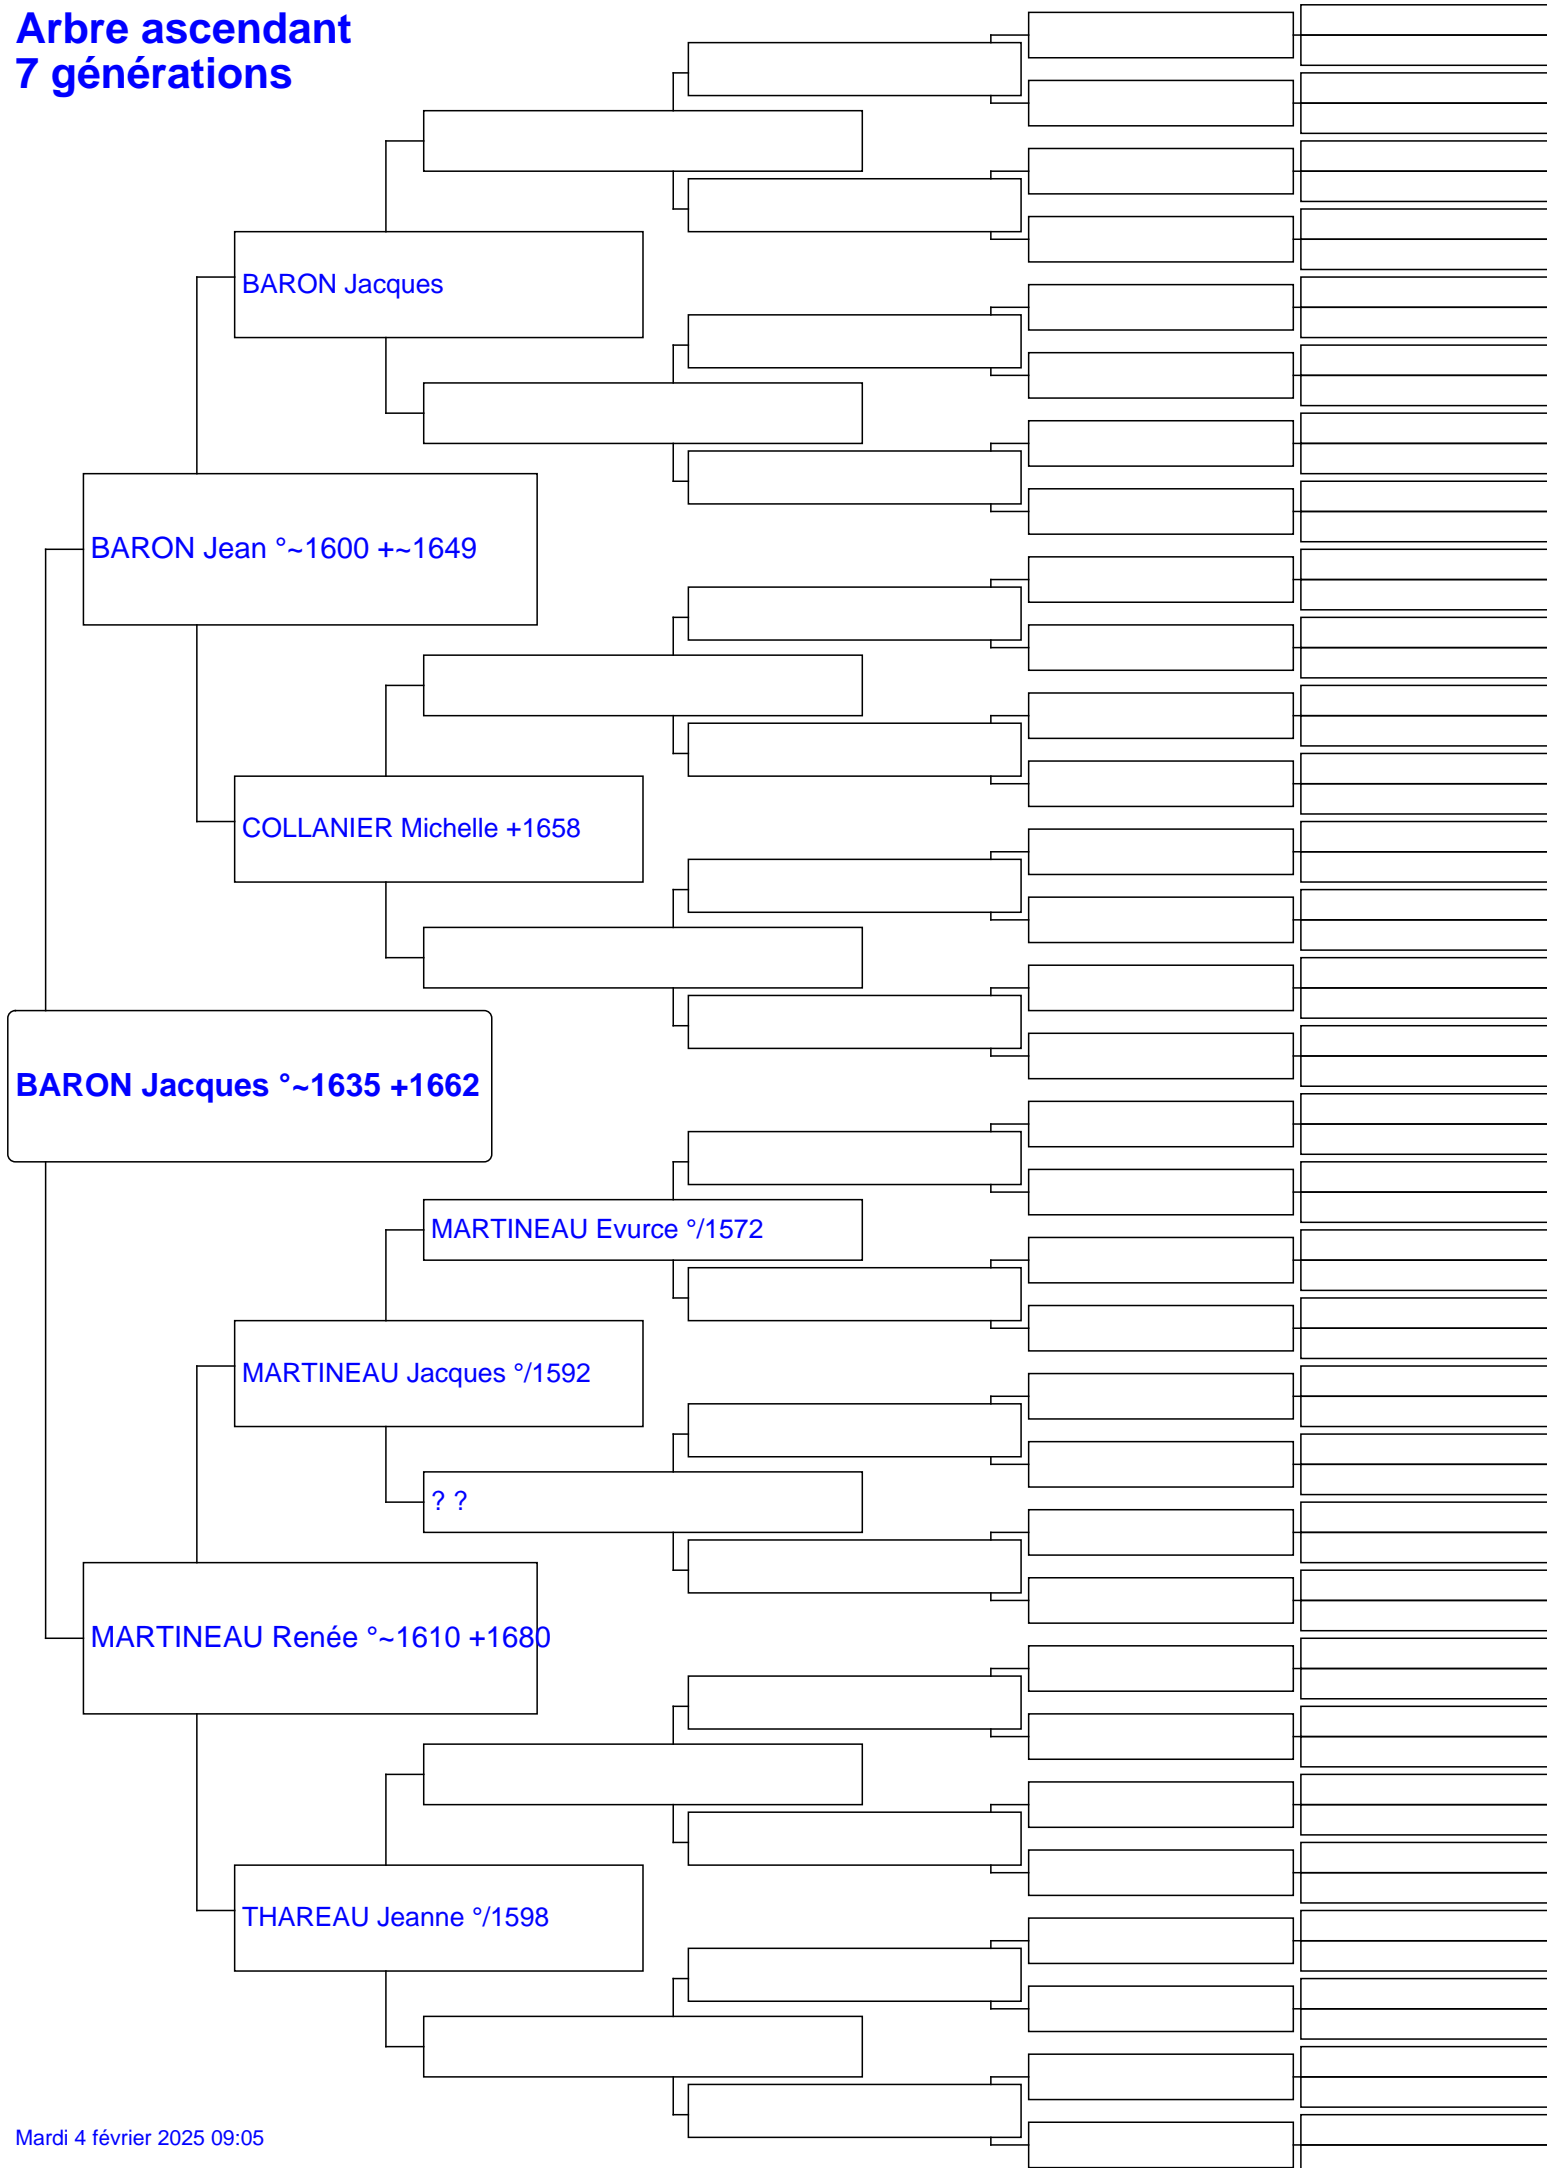 Arbre ascendant
7 générations
BARON Jacques
BARON Jean °~1600 +~1649
COLLANIER Michelle +1658
BARON Jacques °~1635 +1662
MARTINEAU Evurce °/1572
MARTINEAU Jacques °/1592
? ?
MARTINEAU Renée °~1610 +1680
THAREAU Jeanne °/1598
Mardi 4 février 2025 09:05